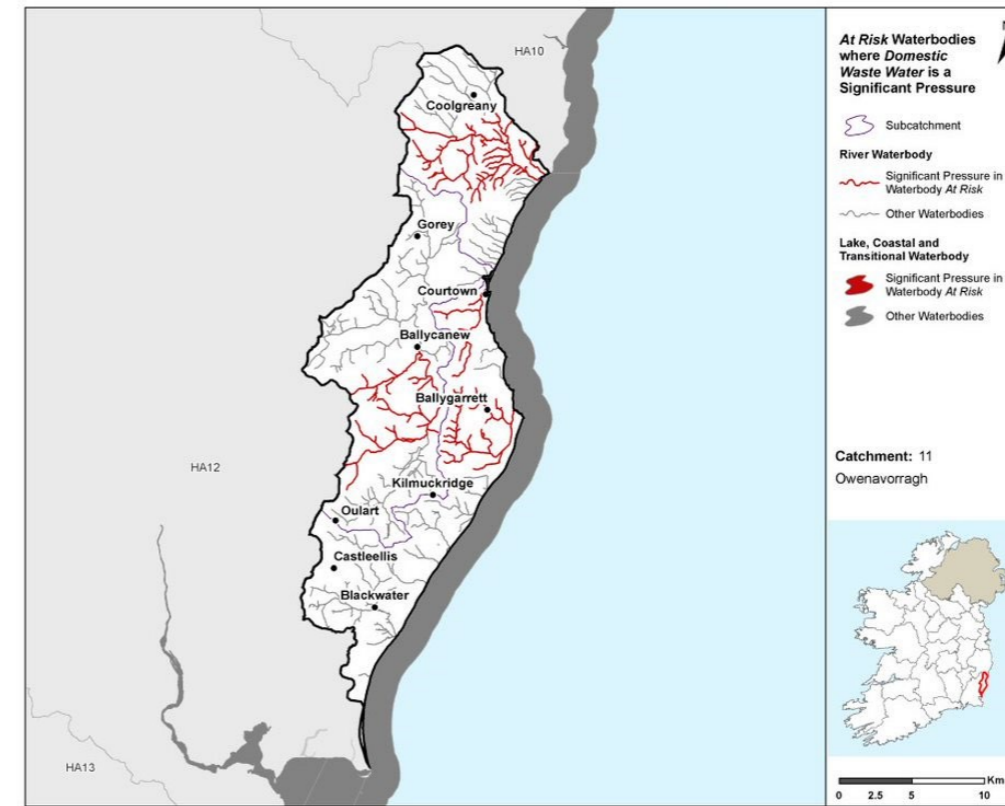 HA10
Coolgreany
Gorey
Courtown
Ballycanew
Ballygarrett
HA12
Kilmuckridge
Oulart
Castleellis
Blackwater
HA13
At Risk Waterbodies
where Domestic
Waste Water is a
Significant Pressure
Subcatchment
River Waterbody
Significant Pressure in
Waterbody At Risk
Other Waterbodies
Lake, Coastal and
Transitional Waterbody
Significant Pressure in
Waterbody At Risk
Other Waterbodies
Catchment: 11
Owenavorragh
Km
0 2.5 5 10